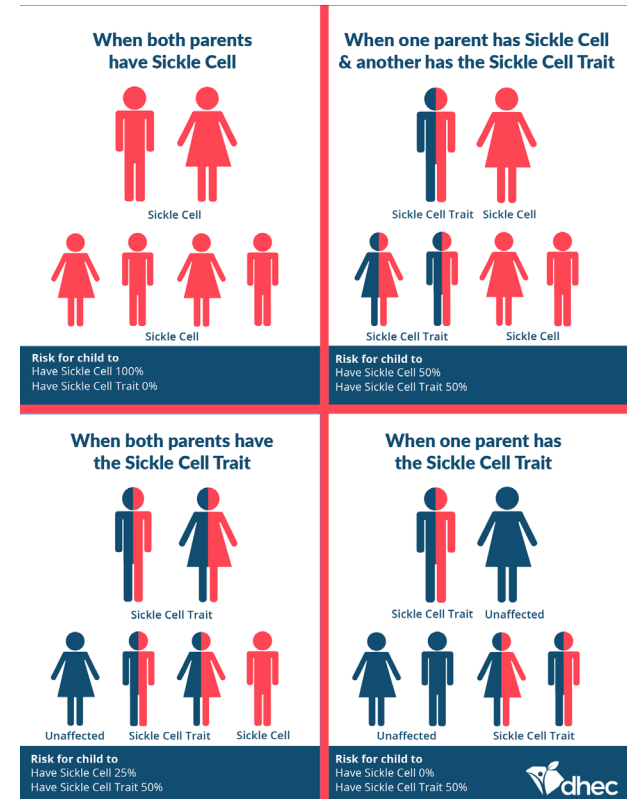 When both parents
have Sickle Cell
Sickle Cell
Sickle Cell
Risk for child to
Have Sickle Cell 100%
Have Sickle Cell Trait 0%
When one parent has Sickle Cell
& another has the Sickle Cell Trait
Sickle Cell Trait Sickle Cell
Sickle Cell Trait Sickle Cell
Risk for child to
Have Sickle Cell 50%
Have Sickle Cell Trait 50%
When both parents have
the Sickle Cell Trait
Sickle Cell Trait
Unaffected Sickle Cell Trait Sickle Cell
Risk for child to
Have Sickle Cell 25%
Have Sickle Cell Trait 50%
When one parent has
the Sickle Cell Trait
Sickle Cell Trait Unaffected
Unaffected Sickle Cell Trait
Risk for child to
Have Sickle Cell 0%
Have Sickle Cell Trait 50%
dhec